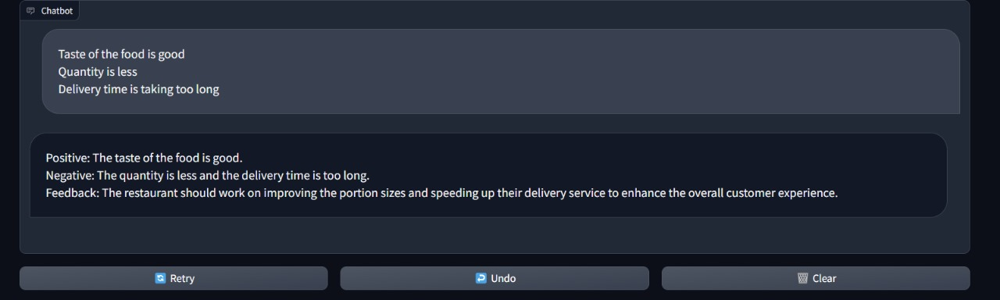 Chatbot
Taste of the food is good
Quantity is less
Delivery time is taking too long
Positive: The taste of the food is good.
Negative: The quantity is less and the delivery time is too long.
Feedback: The restaurant should work on improving the portion sizes and speeding up their delivery service to enhance the overall customer experience.
Retry
Undo
Clear